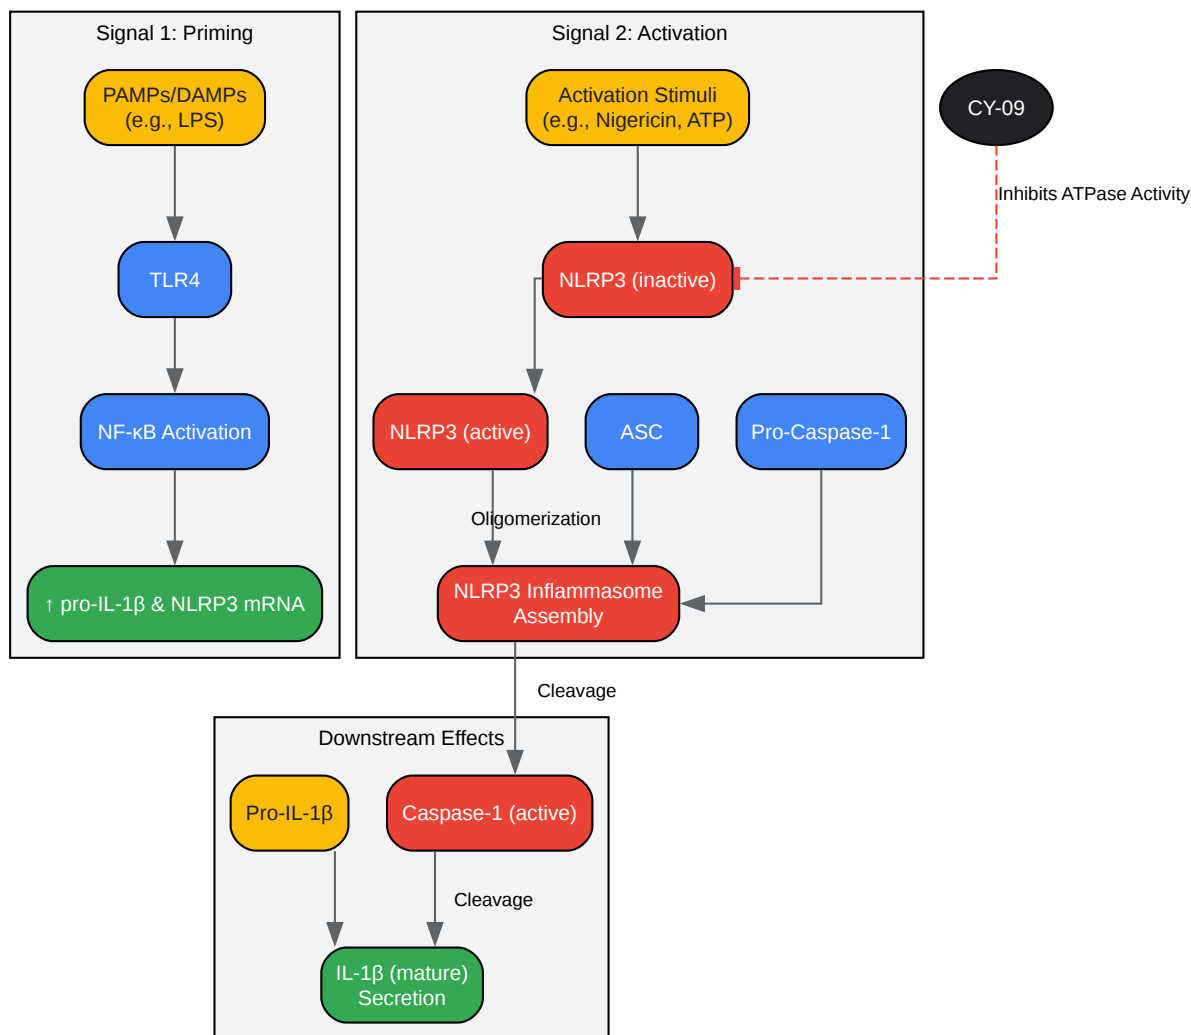 Signal 1: Priming
PAMPs/DAMPs
(e.g., LPS)
TLR4
NF-κB Activation
↑ pro-IL-1β & NLRP3 mRNA
Signal 2: Activation
Activation Stimuli
(e.g., Nigericin, ATP)
NLRP3 (inactive)
NLRP3 (active)
ASC
Pro-Caspase-1
Oligomerization
NLRP3 Inflammasome
Assembly
CY-09
Inhibits ATPase Activity
Cleavage
Downstream Effects
Pro-IL-1β
Caspase-1 (active)
Cleavage
IL-1β (mature)
Secretion